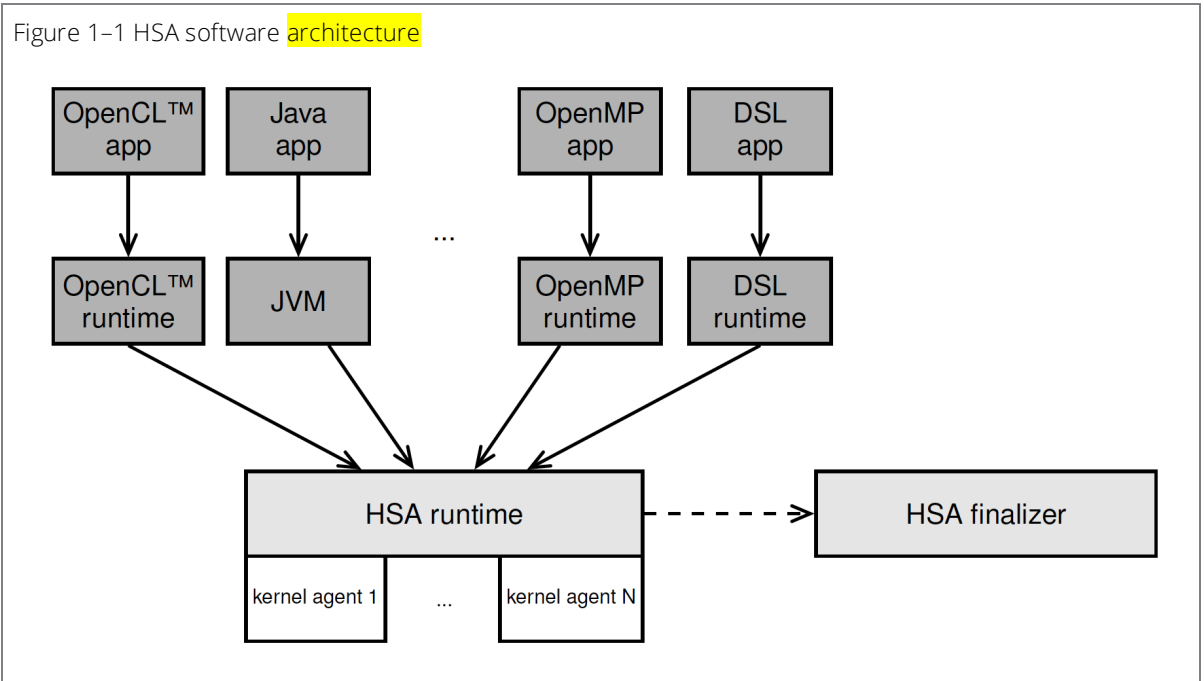 Figure 1–1 HSA software architecture
OpenCL™
app
Java
app
OpenMP
app
DSL
app
...
OpenCL™
runtime
JVM
OpenMP
runtime
DSL
runtime
HSA runtime
HSA finalizer
kernel agent 1
...
kernel agent N